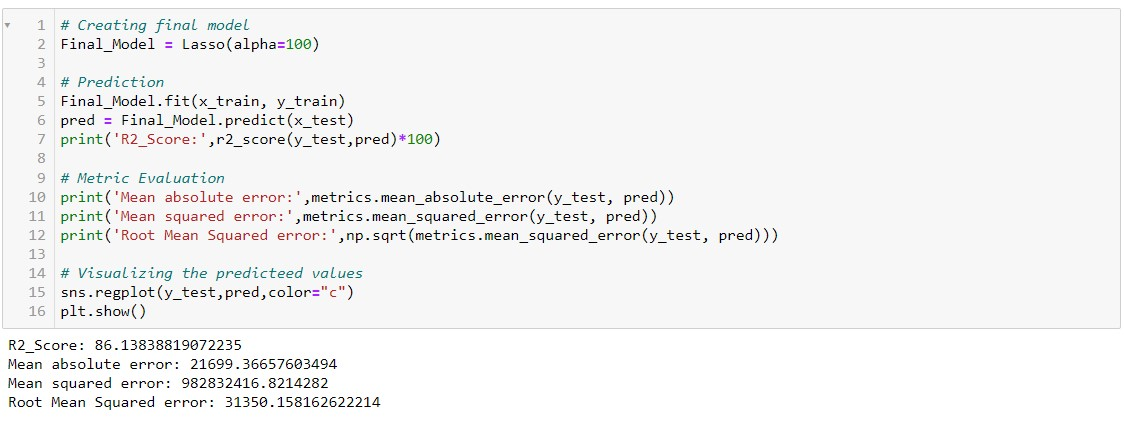 1 # Creating final model
2 Final_Model = Lasso(alpha=100)
3
4 # Prediction
5 Final_Model.fit(x_train, y_train)
6 pred = Final_Model.predict(x_test)
7 print('R2_Score:',r2_score(y_test,pred)*100)
8
9 # Metric Evaluation
10 print('Mean absolute error:',metrics.mean_absolute_error(y_test, pred))
11 print('Mean squared error:',metrics.mean_squared_error(y_test, pred))
12 print('Root Mean Squared error:',np.sqrt(metrics.mean_squared_error(y_test, pred)))
13
14 # Visualizing the predicteed values
15 sns.regplot(y_test,pred,color="c")
16 plt.show()
R2_Score: 86.13838819072235
Mean absolute error: 21699.36657603494
Mean squared error: 982832416.8214282
Root Mean Squared error: 31350.158162622214